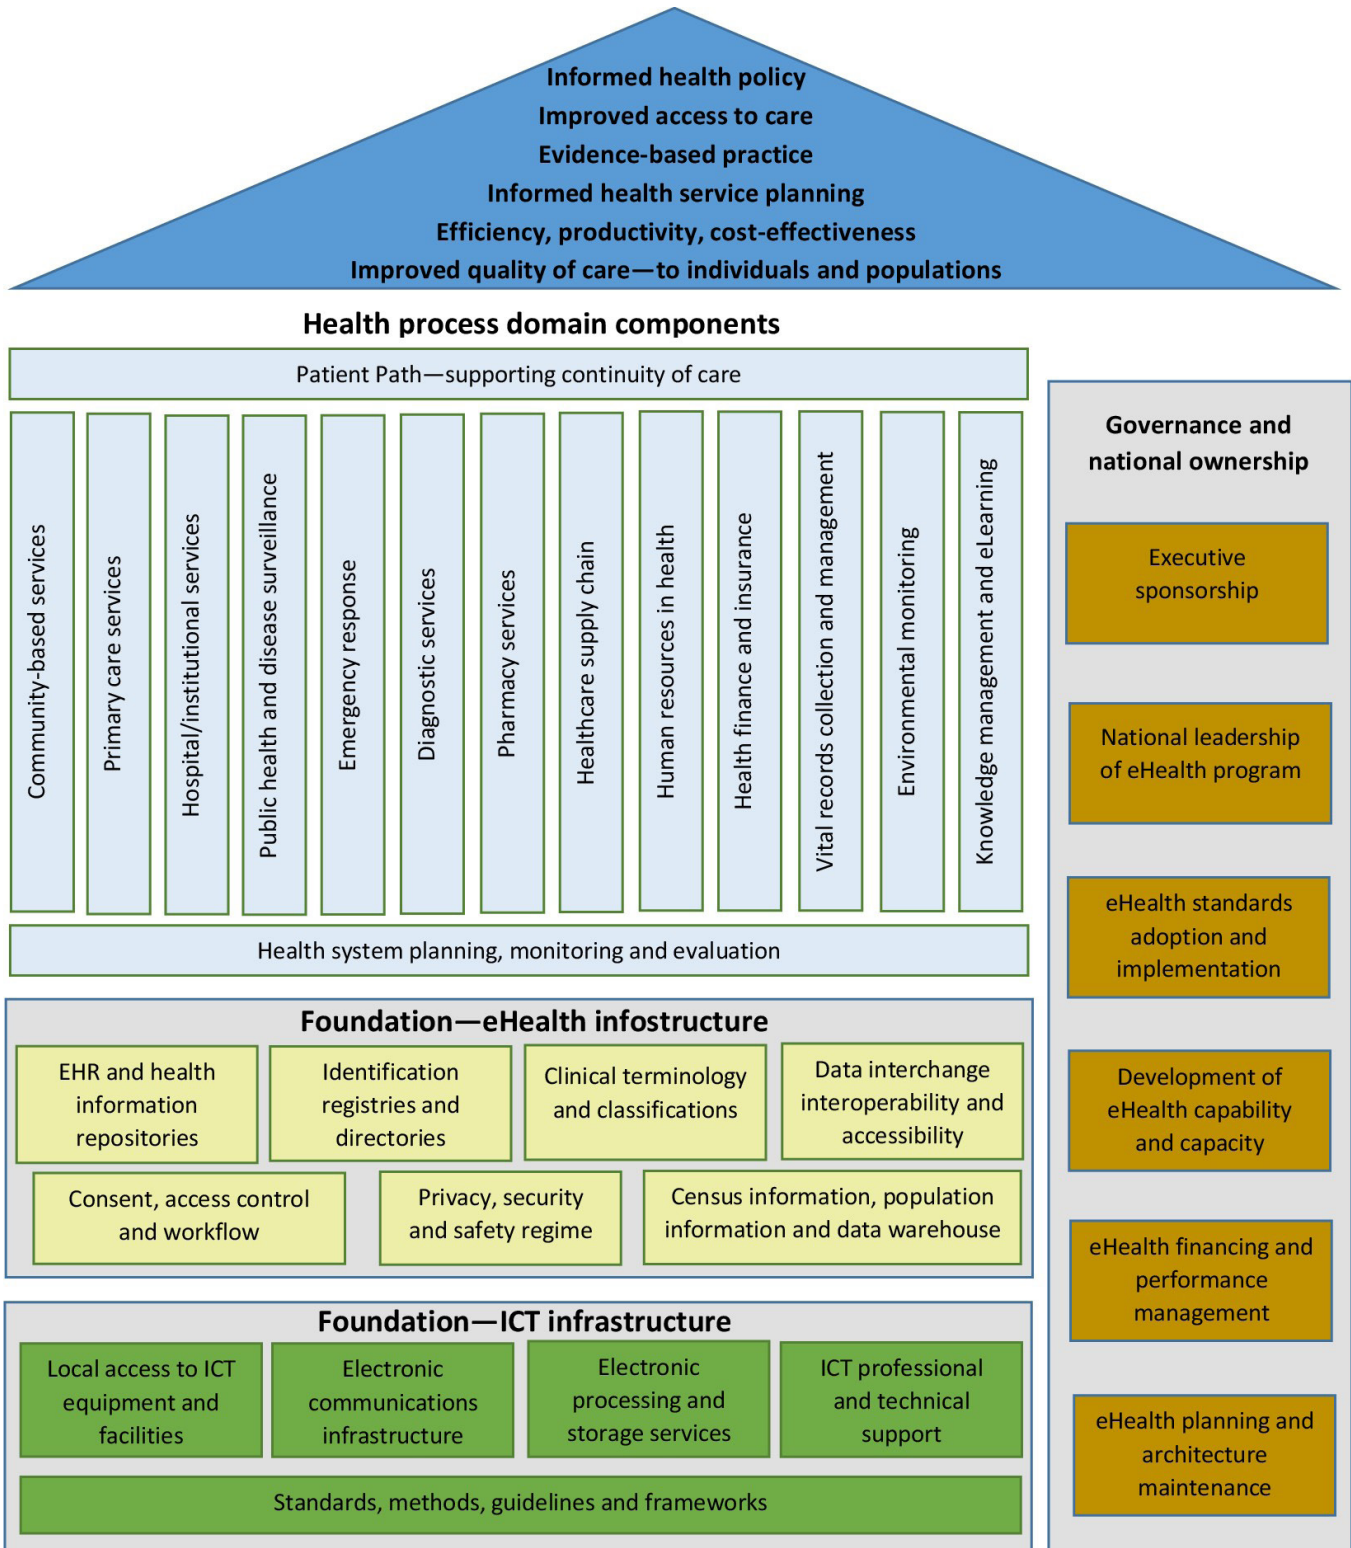 Informed health policy
Improved access to care
Evidence-based practice
Informed health service planning
Efficiency, productivity, cost-effectiveness
Improved quality of care—to individuals and populations
Health process domain components
Patient Path—supporting continuity of care
Community-based services
Primary care services
Hospital/institutional services
Public health and disease surveillance
Emergency response
Diagnostic services
Pharmacy services
Healthcare supply chain
Human resources in health
Health finance and insurance
Vital records collection and management
Environmental monitoring
Knowledge management and eLearning
Health system planning, monitoring and evaluation
Foundation—eHealth infostructure
EHR and health
information
repositories
Identification
registries and
directories
Clinical terminology
and classifications
Data interchange
interoperability and
accessibility
Consent, access control
and workflow
Privacy, security
and safety regime
Census information, population
information and data warehouse
Foundation—ICT infrastructure
Local access to ICT
equipment and
facilities
Electronic
communications
infrastructure
Electronic
processing and
storage services
ICT professional
and technical
support
Standards, methods, guidelines and frameworks
Governance and
national ownership
Executive
sponsorship
National leadership
of eHealth program
eHealth standards
adoption and
implementation
Development of
eHealth capability
and capacity
eHealth financing and
performance
management
eHealth planning and
architecture
maintenance